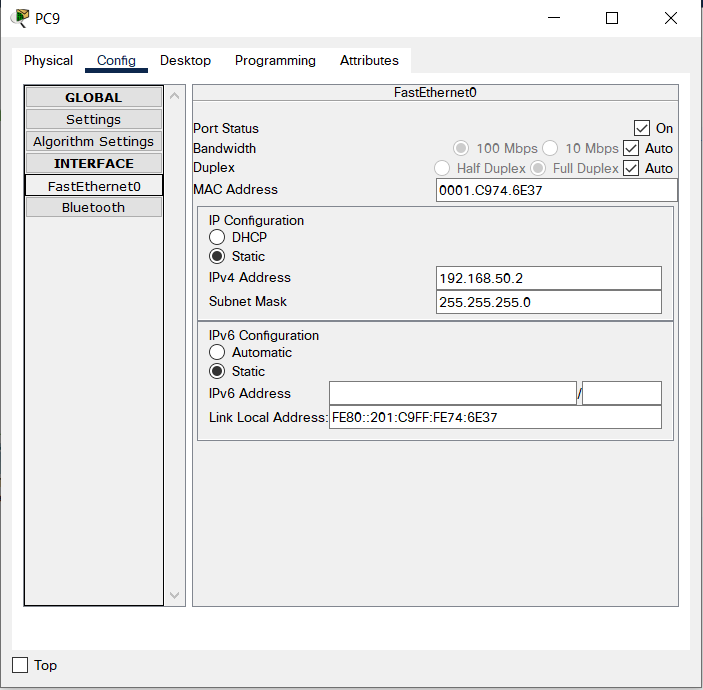 PC9
Physical Config Desktop Programming Attributes
GLOBAL
Settings
Algorithm Settings
INTERFACE
FastEthernet0
Bluetooth
FastEthernet0
Port Status On
Bandwidth 100 Mbps 10 Mbps Auto
Duplex Half Duplex Full Duplex Auto
MAC Address 0001.C974.6E37
IP Configuration
DHCP
Static
IPv4 Address 192.168.50.2
Subnet Mask 255.255.255.0
IPv6 Configuration
Automatic
Static
IPv6 Address /
Link Local Address: FE80::201:C9FF:FE74:6E37
Top